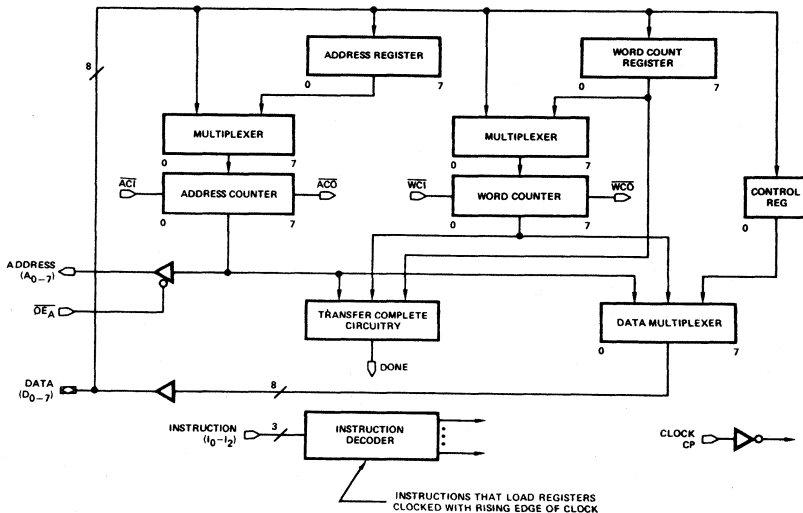 8
ADDRESS REGISTER
0 7
WORD COUNT
REGISTER
0 7
MULTIPLEXER
0 7
MULTIPLEXER
0 7
ACI
ADDRESS COUNTER
ACO
0 7
WCI
WORD COUNTER
WCO
0 7
CONTROL
REG
0 7
ADDRESS
(A0–7)
OEA
TRANSFER COMPLETE
CIRCUITRY
DONE
DATA MULTIPLEXER
0 7
DATA
(D0–7)
8
INSTRUCTION
(I0–I2)
3
INSTRUCTION
DECODER
CLOCK
CP
INSTRUCTIONS THAT LOAD REGISTERS
CLOCKED WITH RISING EDGE OF CLOCK